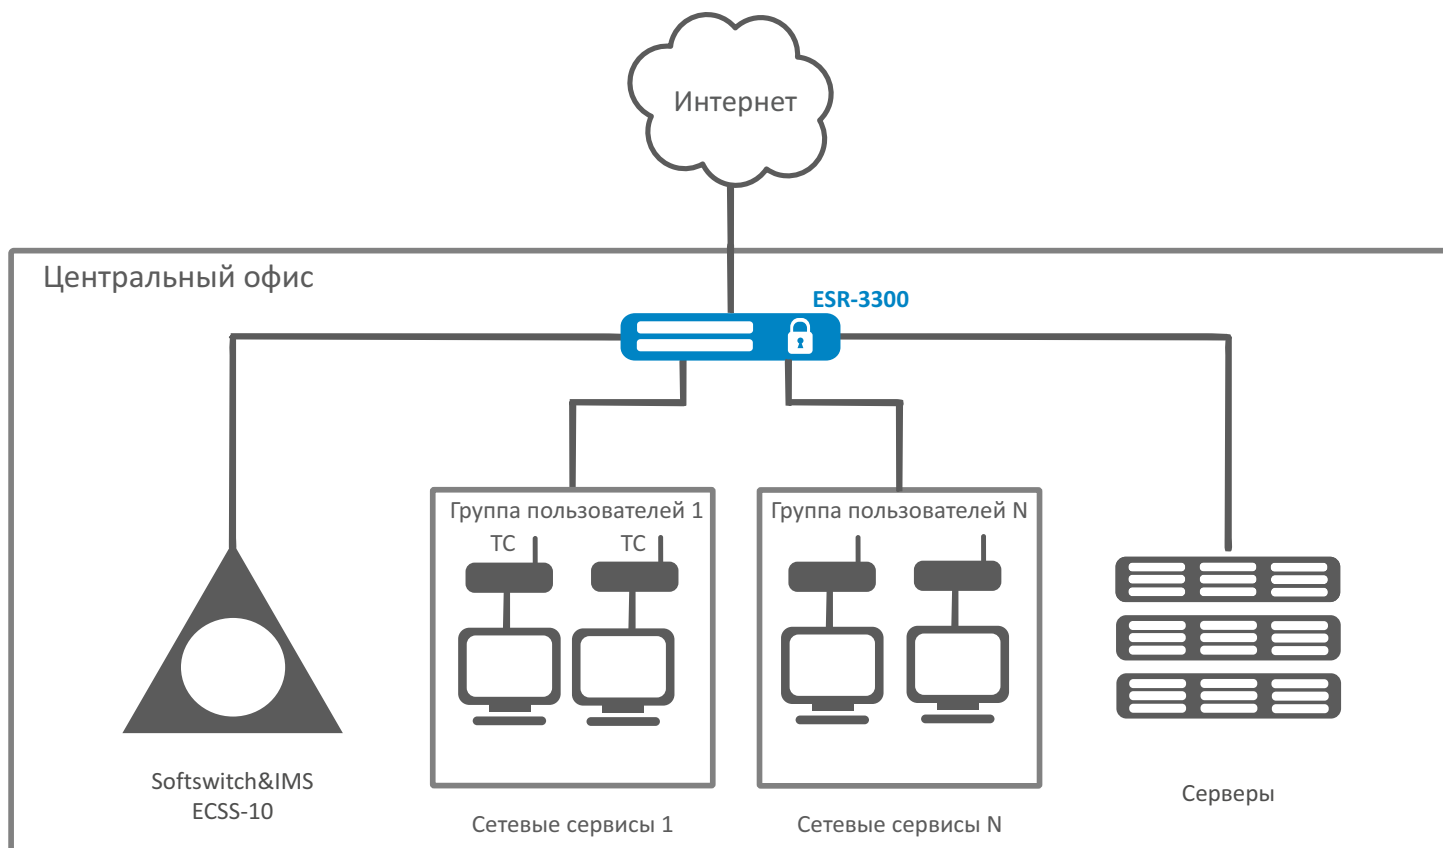 Интернет
Центральный офис
ESR-3300
Группа пользователей 1
ТС ТС
Группа пользователей N
Softswitch&IMS
ECSS-10
Сетевые сервисы 1
Сетевые сервисы N
Серверы